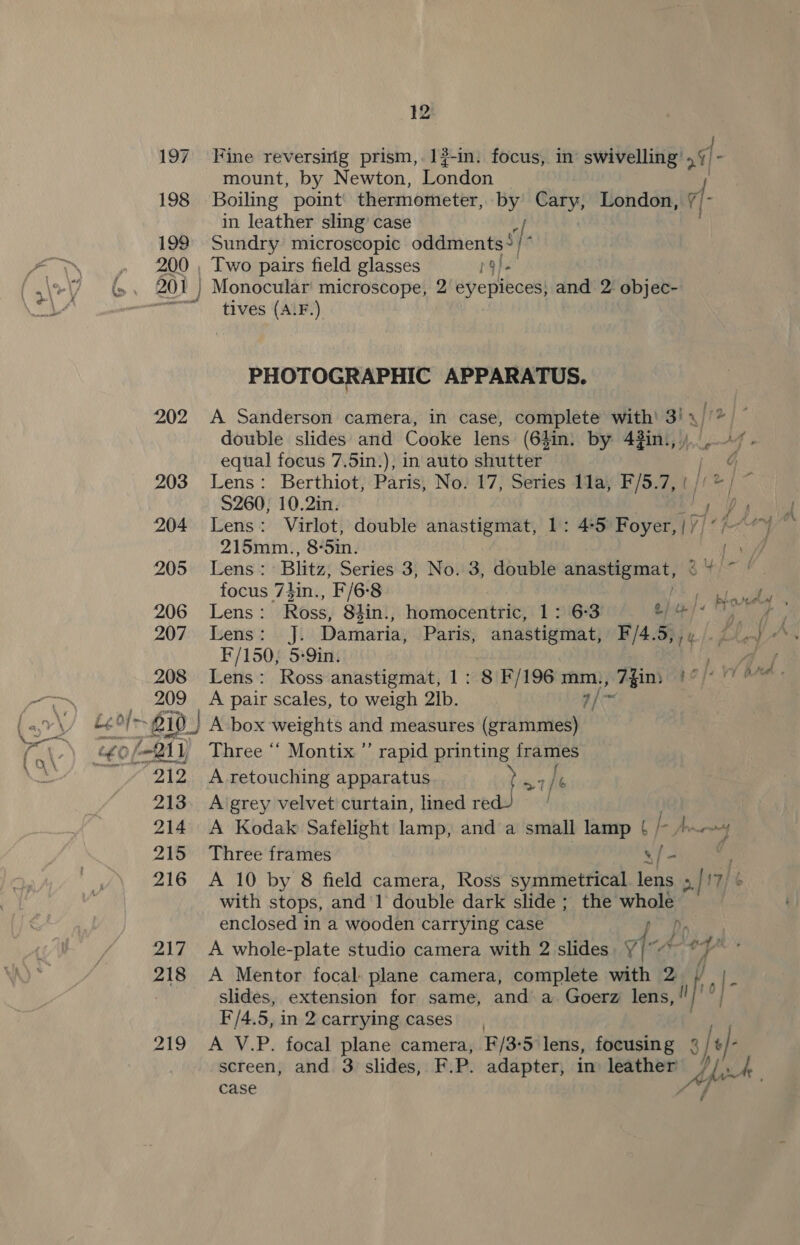 12
197 Fine reversing prism, 1¾-in. focus, in swivelling
mount, by Newton, London
198 Boiling point thermometer, by Cary, London,
in leather sling case
199 Sundry microscopic oddments
200 Two pairs field glasses
201 Monocular microscope, 2 eyepieces, and 2 objec-
tives (A.F.)
PHOTOGRAPHIC APPARATUS.
202 A Sanderson camera, in case, complete with 3
double slides and Cooke lens (6½in. by 4¾in.,
equal focus 7.5in.), in auto shutter
203 Lens: Berthiot, Paris, No. 17, Series 11a, F/5.7,
S260, 10.2in.
204 Lens: Virlot, double anastigmat, 1: 4·5 Foyer,
215mm., 8·5in.
205 Lens: Blitz, Series 3, No. 3, double anastigmat,
focus 7½in., F/6·8
206 Lens: Ross, 8½in., homocentric, 1: 6·3
207 Lens: J. Damaria, Paris, anastigmat, F/4.5,
F/150, 5·9in.
208 Lens: Ross anastigmat, 1: 8 F/196 mm., 7¾in.
209 A pair scales, to weigh 2lb.
210 A box weights and measures (grammes)
211 Three “ Montix ” rapid printing frames
212 A retouching apparatus
213 A grey velvet curtain, lined red
214 A Kodak Safelight lamp, and a small lamp
215 Three frames
216 A 10 by 8 field camera, Ross symmetrical lens
with stops, and 1 double dark slide; the whole
enclosed in a wooden carrying case
217 A whole-plate studio camera with 2 slides
218 A Mentor focal plane camera, complete with 2
slides, extension for same, and a Goerz lens,
F/4.5, in 2 carrying cases
219 A V.P. focal plane camera, F/3·5 lens, focusing
screen, and 3 slides, F.P. adapter, in leather
case